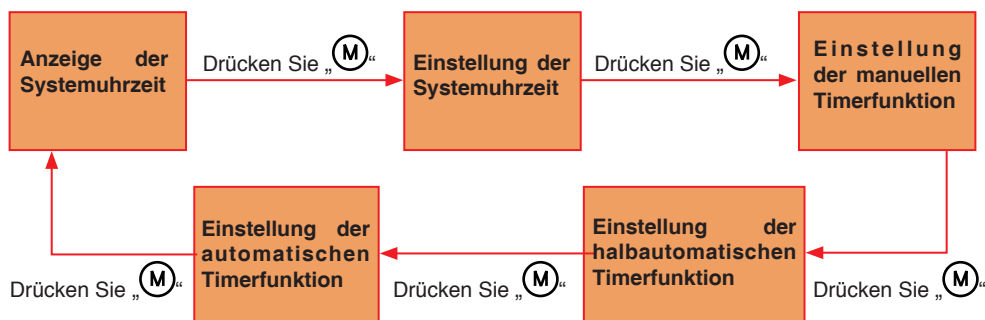 Anzeige der
Systemuhrzeit
Drücken Sie „M“
Einstellung der
Systemuhrzeit
Drücken Sie „M“
Einstellung
der manuellen
Timerfunktion
Drücken Sie „M“
Einstellung der
halbautomatischen
Timerfunktion
Drücken Sie „M“
Einstellung der
automatischen
Timerfunktion
Drücken Sie „M“